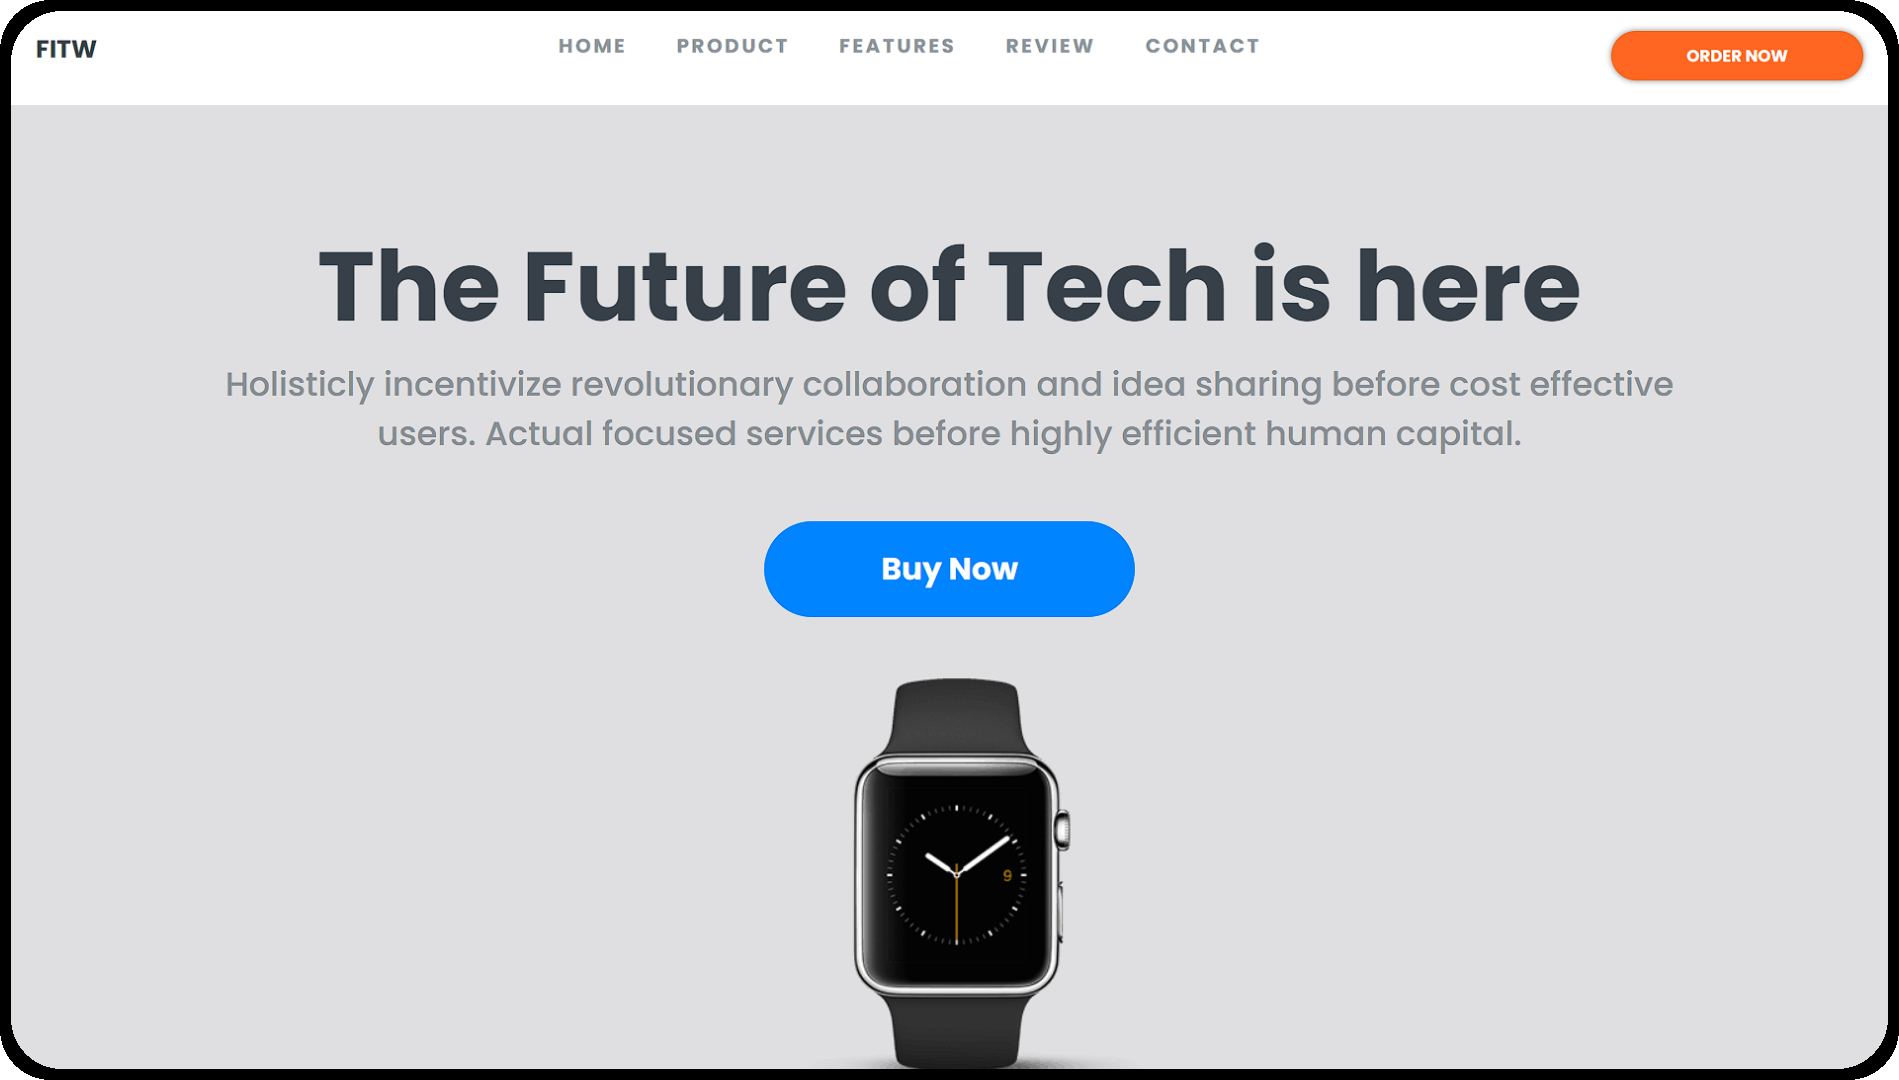 FITW
HOME PRODUCT FEATURES REVIEW CONTACT
ORDER NOW
The Future of Tech is here
Holisticly incentivize revolutionary collaboration and idea sharing before cost effective
users. Actual focused services before highly efficient human capital.
Buy Now
9